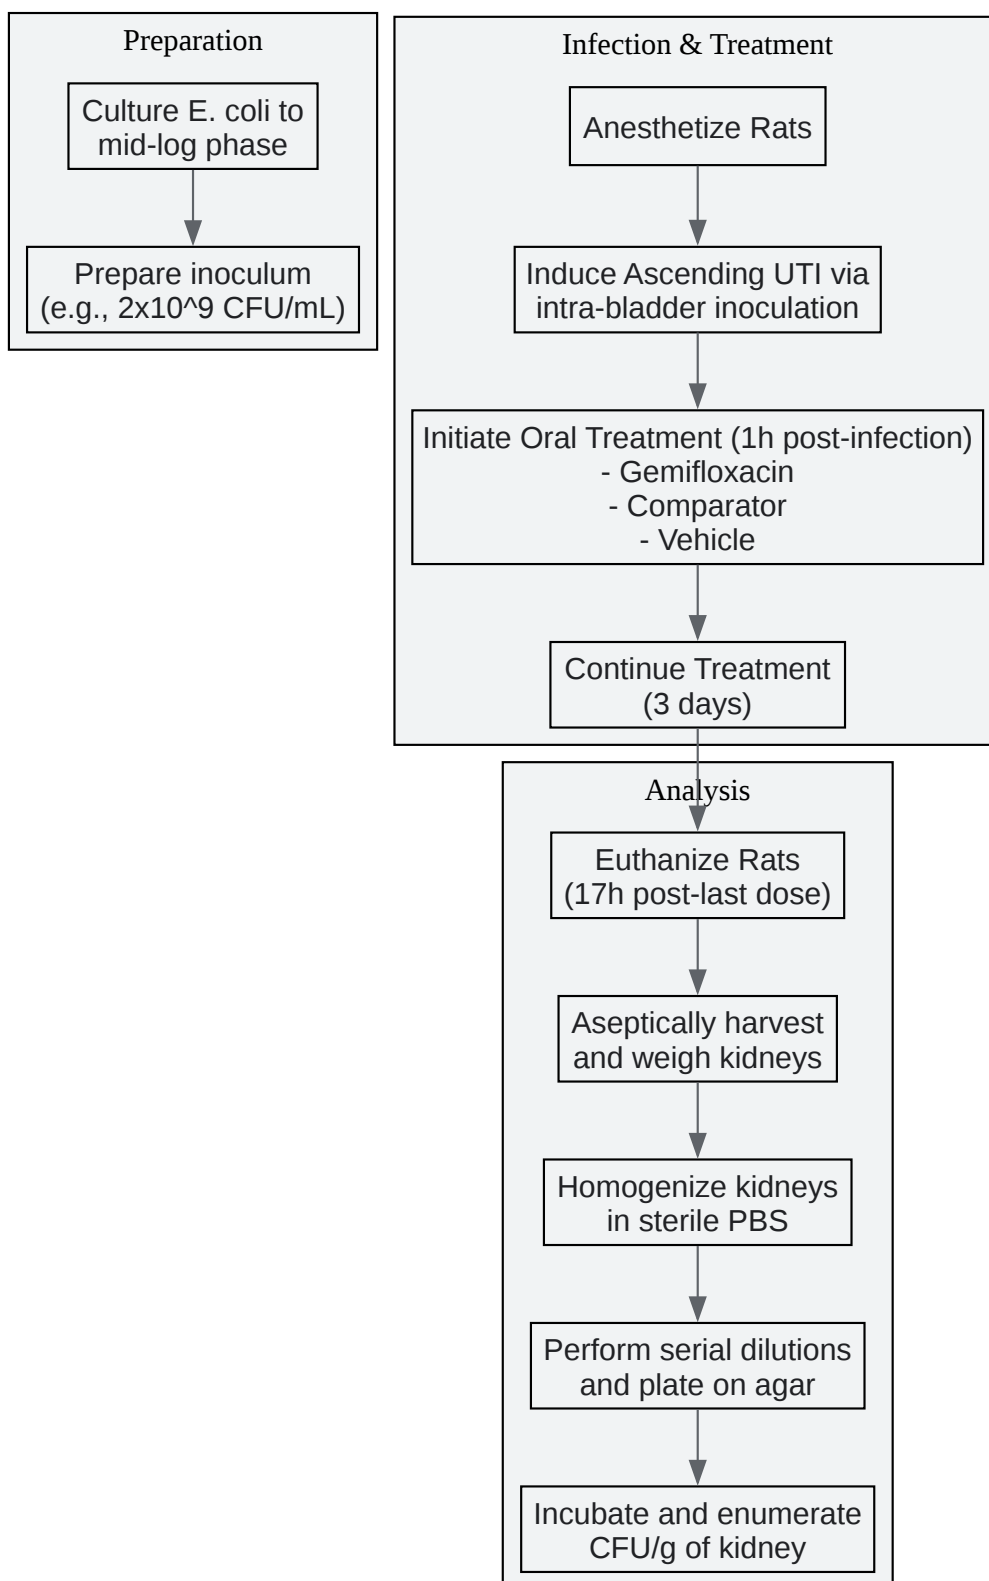 Preparation
Culture E. coli to
mid-log phase
Prepare inoculum
(e.g., 2x10^9 CFU/mL)
Infection & Treatment
Anesthetize Rats
Induce Ascending UTI via
intra-bladder inoculation
Initiate Oral Treatment (1h post-infection)
- Gemifloxacin
- Comparator
- Vehicle
Continue Treatment
(3 days)
Analysis
Euthanize Rats
(17h post-last dose)
Aseptically harvest
and weigh kidneys
Homogenize kidneys
in sterile PBS
Perform serial dilutions
and plate on agar
Incubate and enumerate
CFU/g of kidney